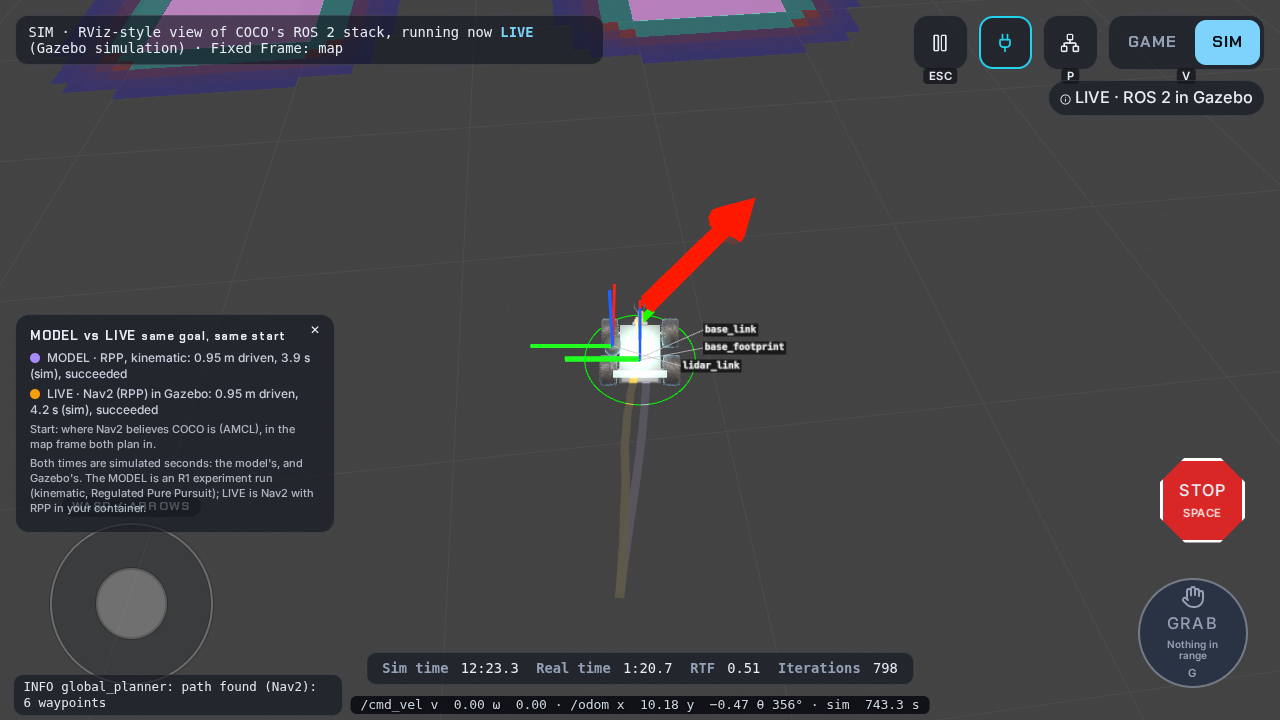 SIM · RViz-style view of COCO's ROS 2 stack, running now LIVE
(Gazebo simulation) · Fixed Frame: map
ESC
P
GAME
SIM
V
LIVE · ROS 2 in Gazebo
base_link
base_footprint
lidar_link
MODEL vs LIVE same goal, same start
×
MODEL · RPP, kinematic: 0.95 m driven, 3.9 s
(sim), succeeded
LIVE · Nav2 (RPP) in Gazebo: 0.95 m driven,
4.2 s (sim), succeeded
Start: where Nav2 believes COCO is (AMCL), in the
map frame both plan in.
Both times are simulated seconds: the model's, and
Gazebo's. The MODEL is an R1 experiment run
(kinematic, Regulated Pure Pursuit); LIVE is Nav2 with
RPP in your container.
STOP
SPACE
GRAB
Nothing in
range
G
Sim time 12:23.3 Real time 1:20.7 RTF 0.51 Iterations 798
INFO global_planner: path found (Nav2):
6 waypoints
/cmd_vel v 0.00 ω 0.00 · /odom x 10.18 y −0.47 θ 356° · sim 743.3 s